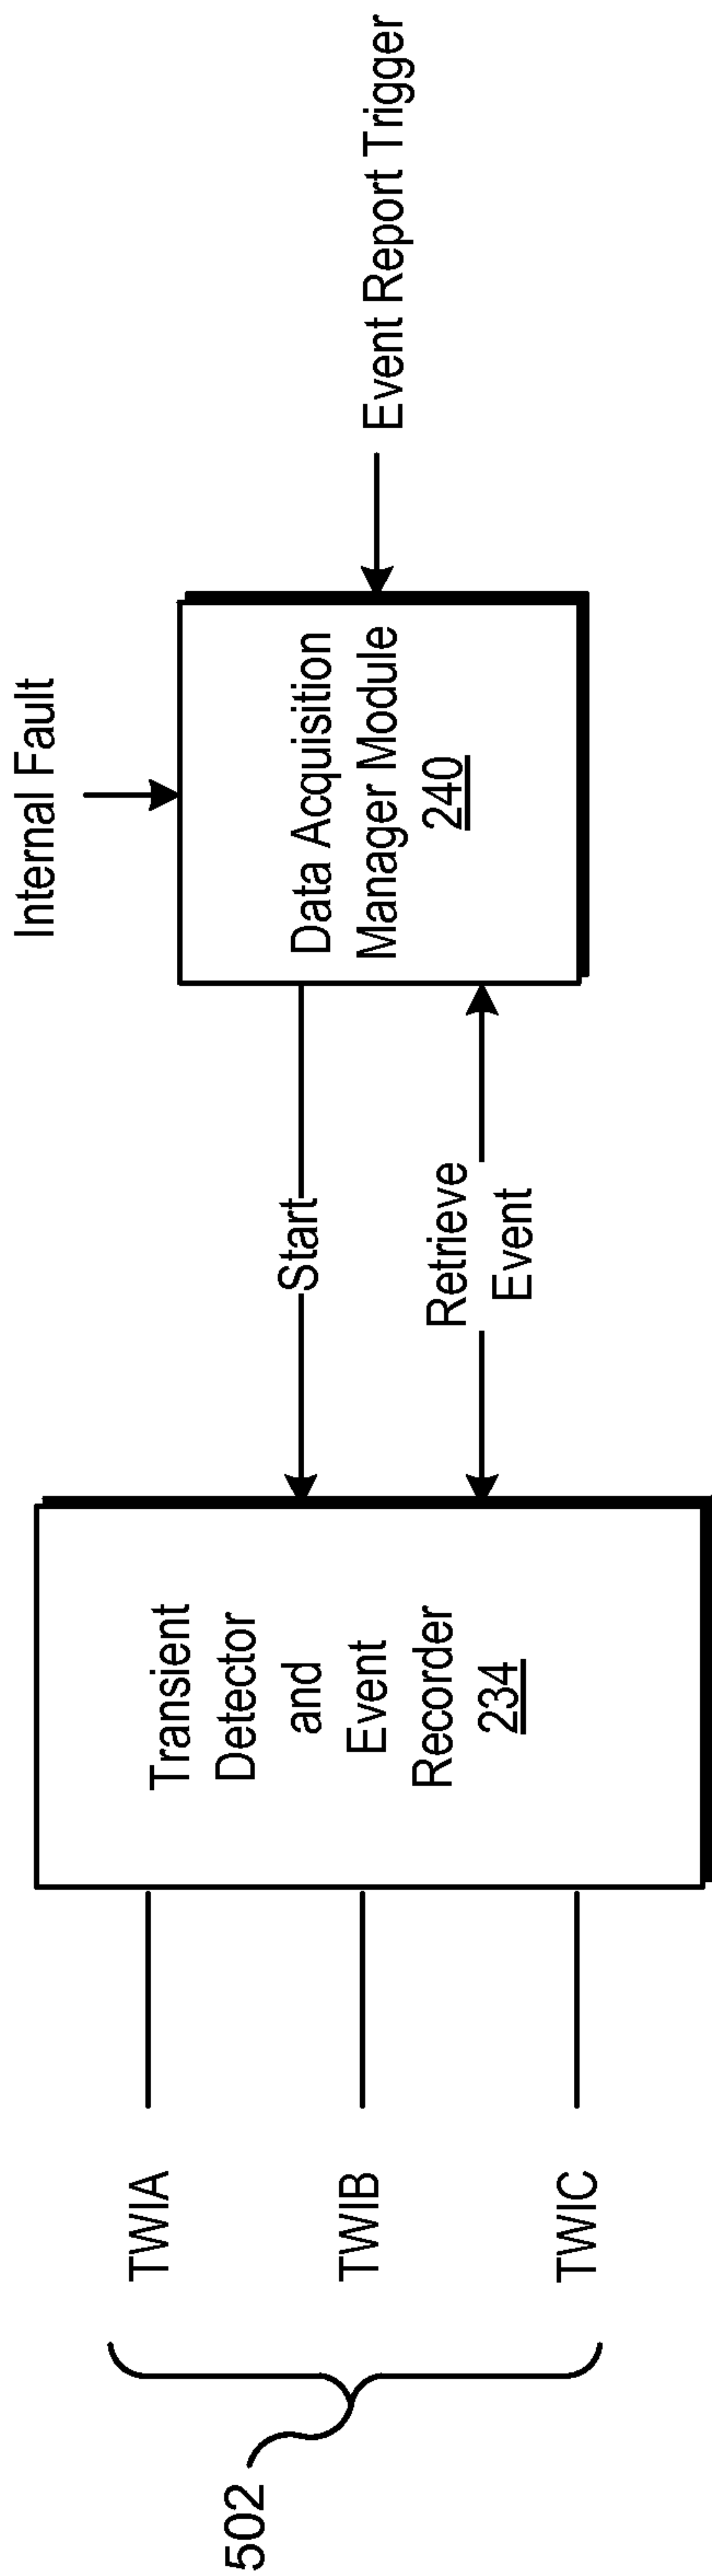 Internal Fault
Transient
Detector
and
Event
Recorder
234
Start
Retrieve
Event
Data Acquisition
Manager Module
240
Event Report Trigger
TWIA
TWIB
TWIC
502